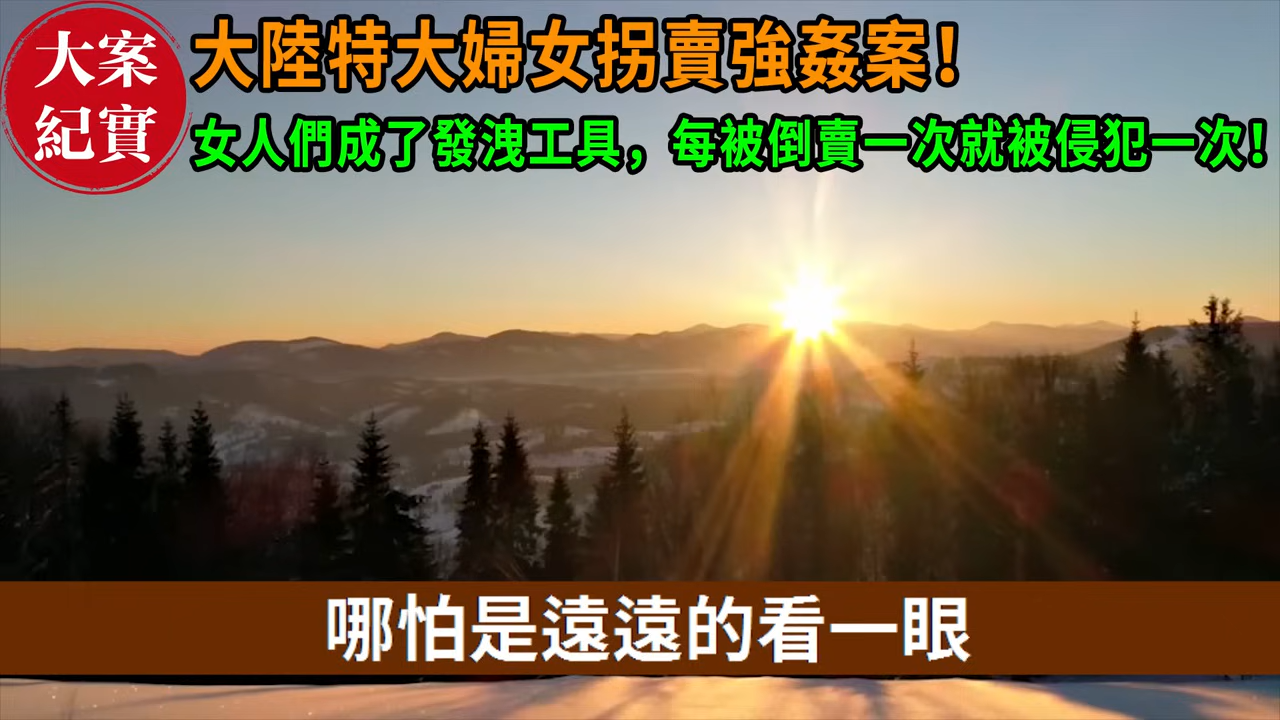 大案
紀實
大陸特大婦女拐賣強姦案！
女人們成了發洩工具，每被倒賣一次就被侵犯一次！
哪怕是遠遠的看一眼